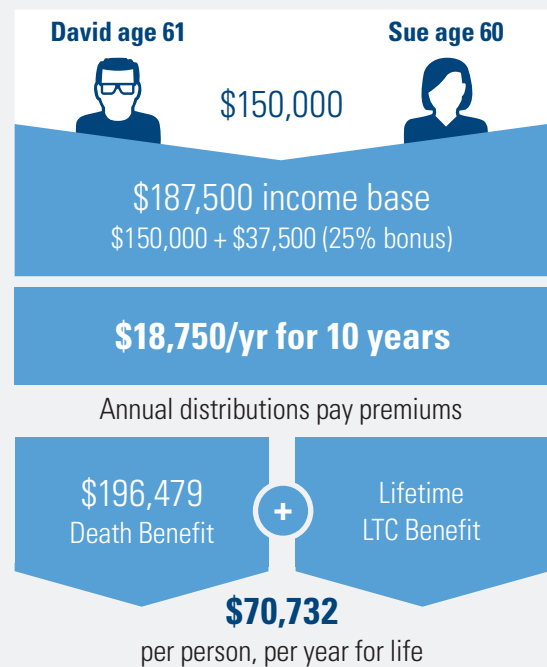 David age 61
Sue age 60
$150,000
$187,500 income base
$150,000 + $37,500 (25% bonus)
$18,750/yr for 10 years
Annual distributions pay premiums
$196,479
Death Benefit
+
Lifetime
LTC Benefit
$70,732
per person, per year for life